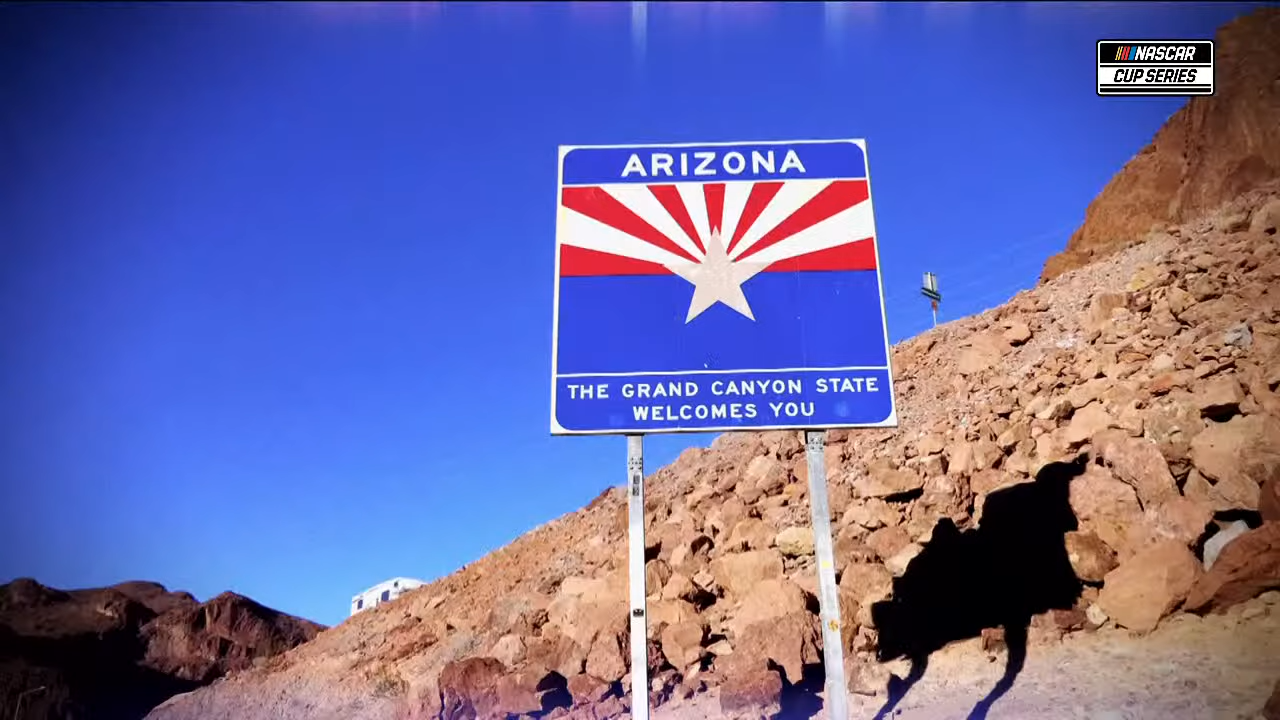 NASCAR
CUP SERIES
ARIZONA
THE GRAND CANYON STATE
WELCOMES YOU